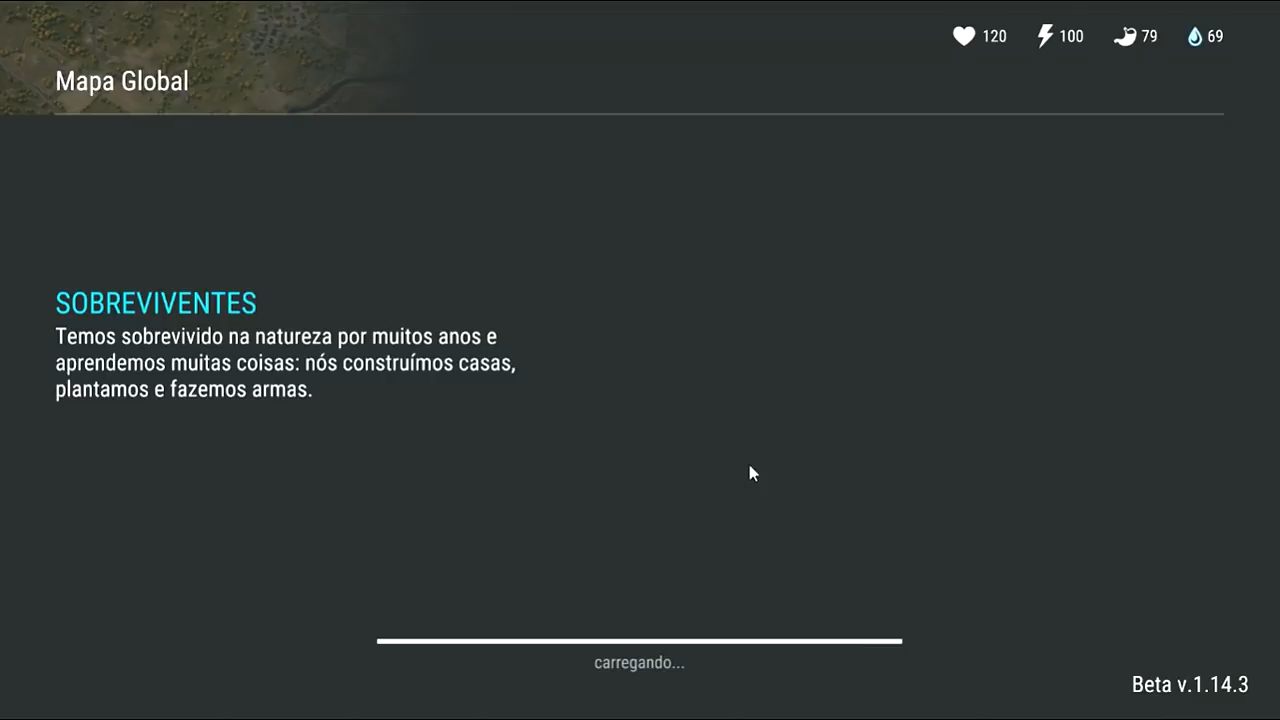 120 100 79 69
Mapa Global
SOBREVIVENTES
Temos sobrevivido na natureza por muitos anos e
aprendemos muitas coisas: nós construímos casas,
plantamos e fazemos armas.
carregando...
Beta v.1.14.3